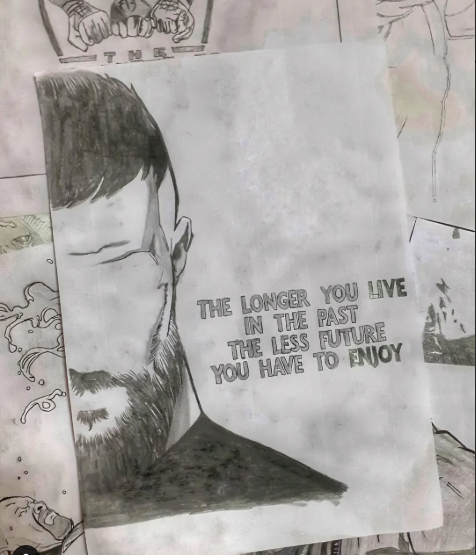 THE
THE LONGER YOU LIVE
IN THE PAST
THE LESS FUTURE
YOU HAVE TO ENJOY